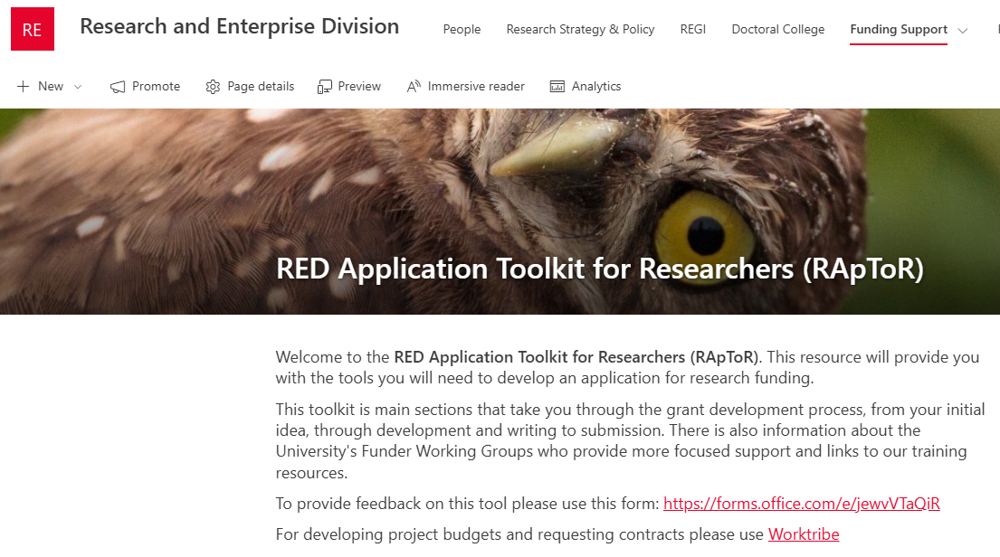 RE
Research and Enterprise Division
People Research Strategy & Policy REGI Doctoral College Funding Support
New Promote Page details Preview Immersive reader Analytics
RED Application Toolkit for Researchers (RApToR)
Welcome to the RED Application Toolkit for Researchers (RApToR). This resource will provide you
with the tools you will need to develop an application for research funding.
This toolkit is main sections that take you through the grant development process, from your initial
idea, through development and writing to submission. There is also information about the
University's Funder Working Groups who provide more focused support and links to our training
resources.
To provide feedback on this tool please use this form: https://forms.office.com/e/jewvVTaQiR
For developing project budgets and requesting contracts please use Worktribe